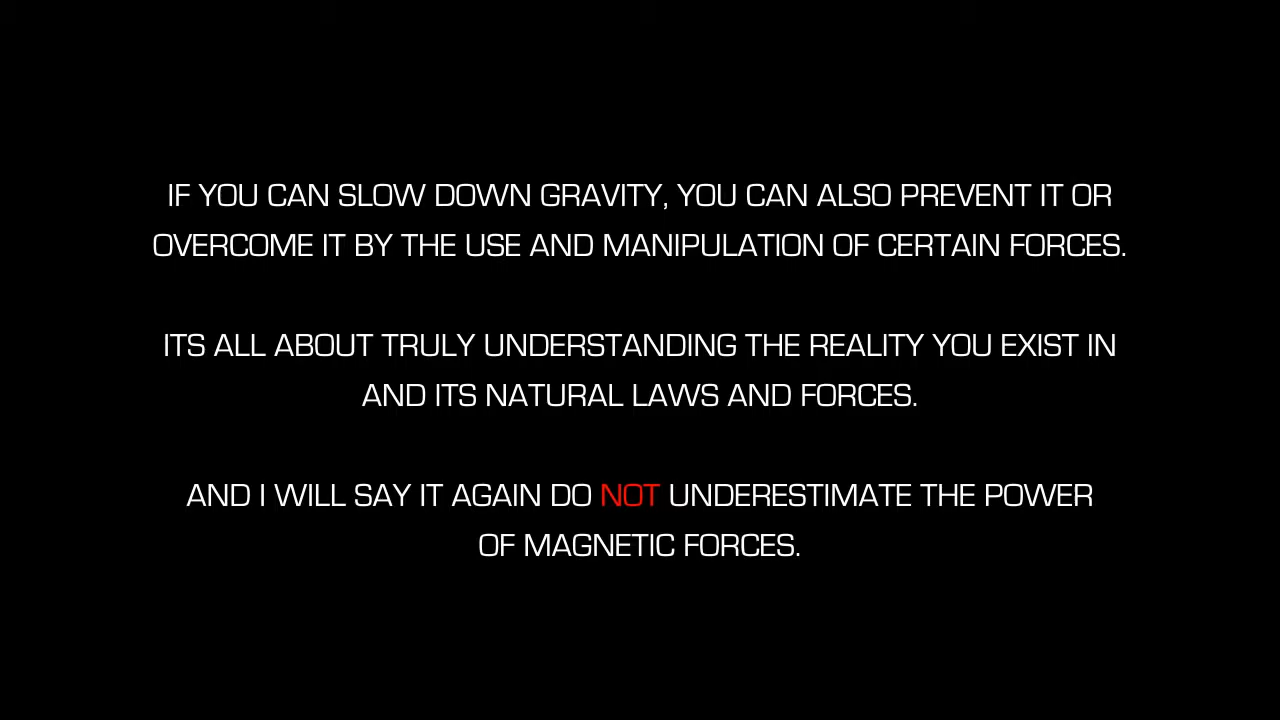 IF YOU CAN SLOW DOWN GRAVITY, YOU CAN ALSO PREVENT IT OR
OVERCOME IT BY THE USE AND MANIPULATION OF CERTAIN FORCES.
ITS ALL ABOUT TRULY UNDERSTANDING THE REALITY YOU EXIST IN
AND ITS NATURAL LAWS AND FORCES.
AND I WILL SAY IT AGAIN DO NOT UNDERESTIMATE THE POWER
OF MAGNETIC FORCES.